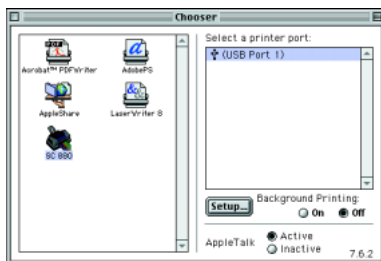 Chooser
Select a printer port:
(USB Port 1)
PDF
Acrobat™ PDFWriter
AdobePS
AppleShare
LaserWriter 8
SC 880
Setup...
Background Printing:
On
Off
AppleTalk
Active
Inactive
7.6.2